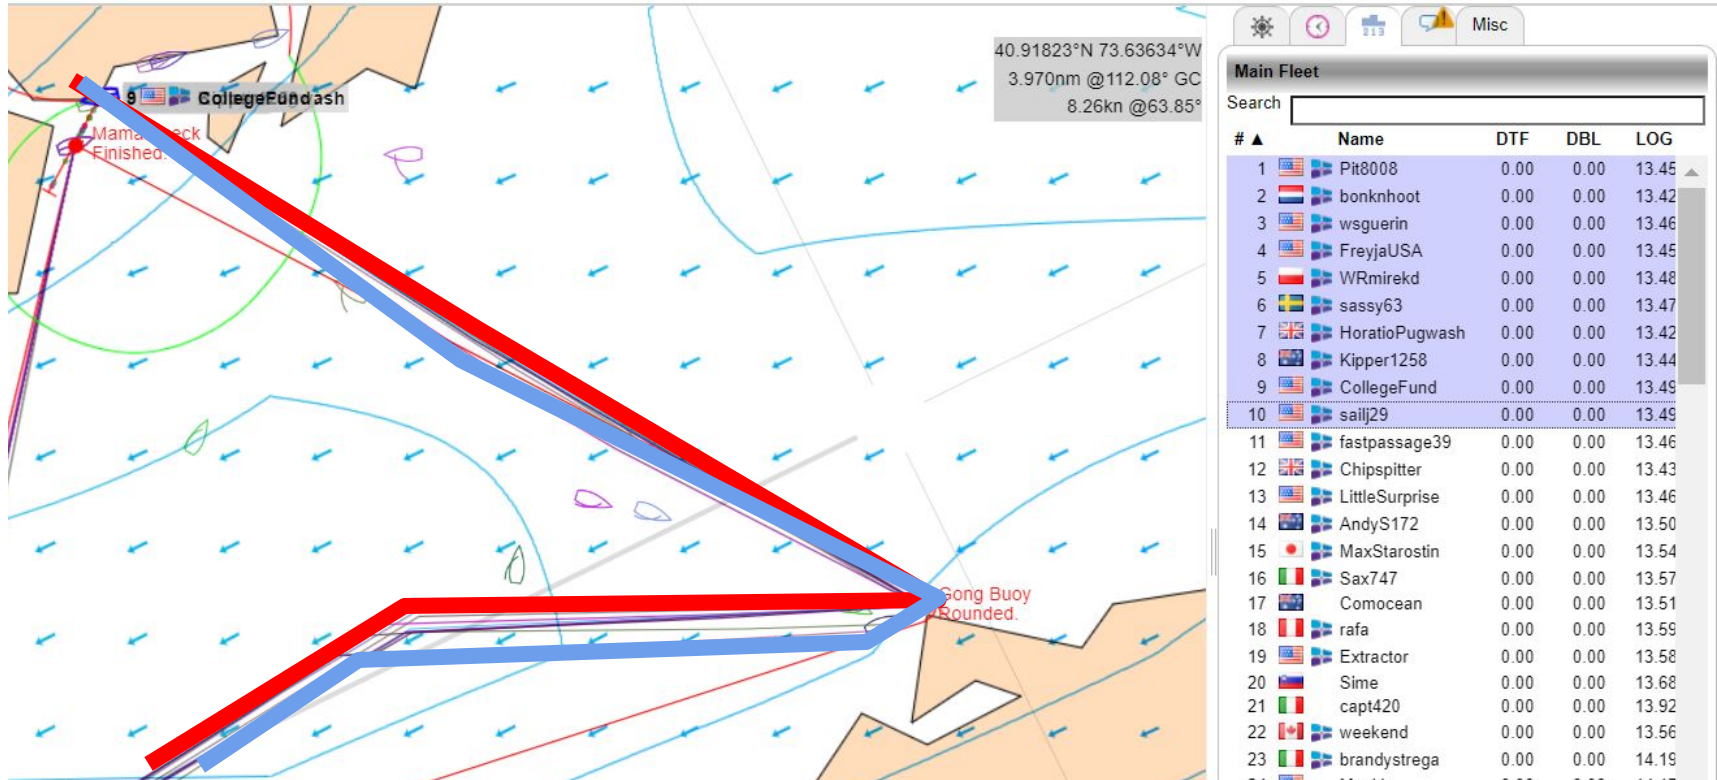 40.91823°N 73.63634°W
3.970nm @112.08° GC
8.26kn @63.85°
9 CollegeFund ash
Finished.
Gong Buoy
Rounded.
213
Misc
Main Fleet
Search
# ▲ Name DTF DBL LOG
1 Pit8008 0.00 0.00 13.45
2 bonknhoot 0.00 0.00 13.42
3 wsguerin 0.00 0.00 13.46
4 FreyjaUSA 0.00 0.00 13.45
5 WRmirekd 0.00 0.00 13.48
6 sassy63 0.00 0.00 13.47
7 HoratioPugwash 0.00 0.00 13.42
8 Kipper1258 0.00 0.00 13.44
9 CollegeFund 0.00 0.00 13.49
10 sailj29 0.00 0.00 13.49
11 fastpassage39 0.00 0.00 13.46
12 Chipspitter 0.00 0.00 13.43
13 LittleSurprise 0.00 0.00 13.46
14 AndyS172 0.00 0.00 13.50
15 MaxStarostin 0.00 0.00 13.54
16 Sax747 0.00 0.00 13.57
17 Comocean 0.00 0.00 13.51
18 rafa 0.00 0.00 13.59
19 Extractor 0.00 0.00 13.58
20 Sime 0.00 0.00 13.68
21 capt420 0.00 0.00 13.92
22 weekend 0.00 0.00 13.56
23 brandystrega 0.00 0.00 14.19